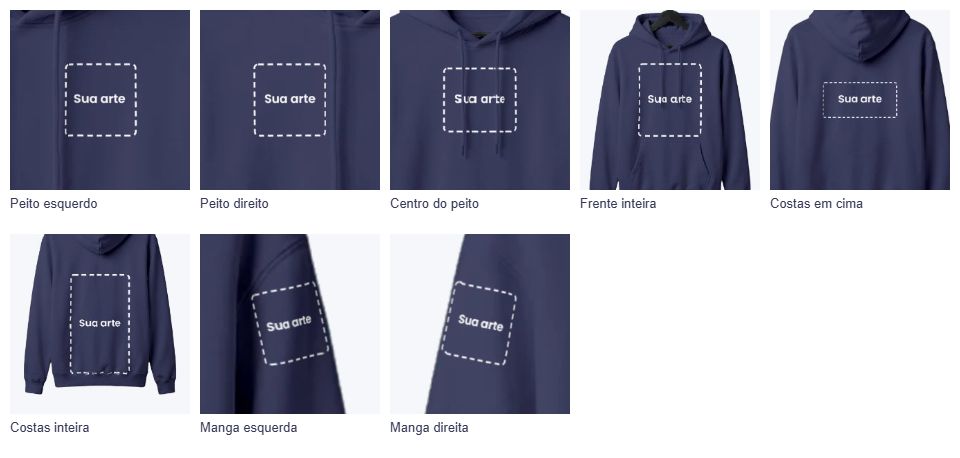 Sua arte
Sua arte
Sua arte
Sua arte
Sua arte
Peito esquerdo
Peito direito
Centro do peito
Frente inteira
Costas em cima
Sua arte
Sua arte
Sua arte
Costas inteira
Manga esquerda
Manga direita